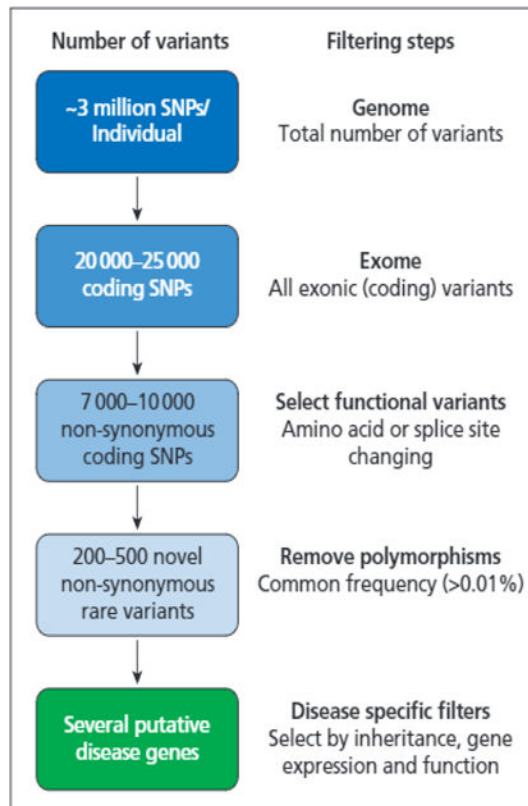 Number of variants
Filtering steps
~3 million SNPs/
Individual
Genome
Total number of variants
20 000–25 000
coding SNPs
Exome
All exonic (coding) variants
7 000–10 000
non-synonymous
coding SNPs
Select functional variants
Amino acid or splice site
changing
200–500 novel
non-synonymous
rare variants
Remove polymorphisms
Common frequency (>0.01%)
Several putative
disease genes
Disease specific filters
Select by inheritance, gene
expression and function